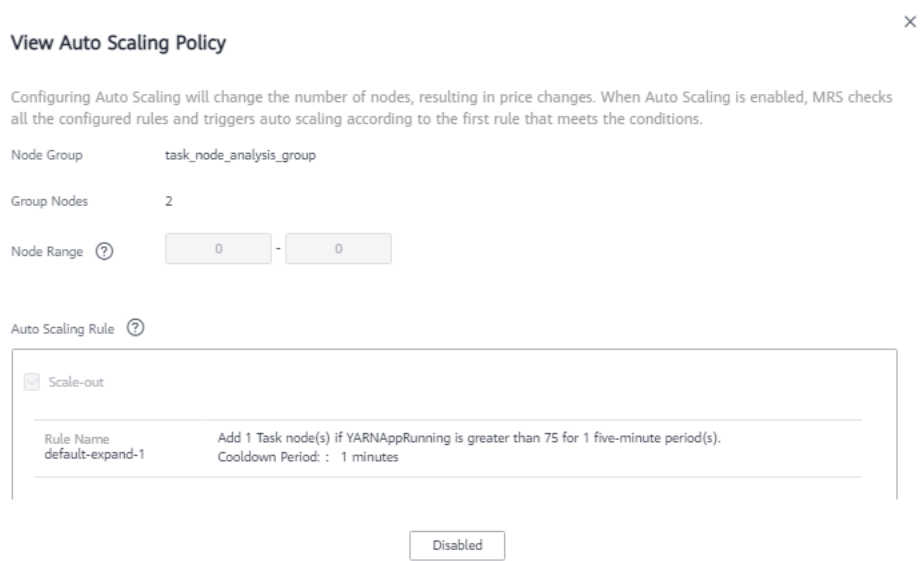 ×
View Auto Scaling Policy
Configuring Auto Scaling will change the number of nodes, resulting in price changes. When Auto Scaling is enabled, MRS checks
all the configured rules and triggers auto scaling according to the first rule that meets the conditions.
Node Group task_node_analysis_group
Group Nodes 2
Node Range ? 0 - 0
Auto Scaling Rule ?
Scale-out
Rule Name Add 1 Task node(s) if YARNAppRunning is greater than 75 for 1 five-minute period(s).
default-expand-1 Cooldown Period: : 1 minutes
Disabled